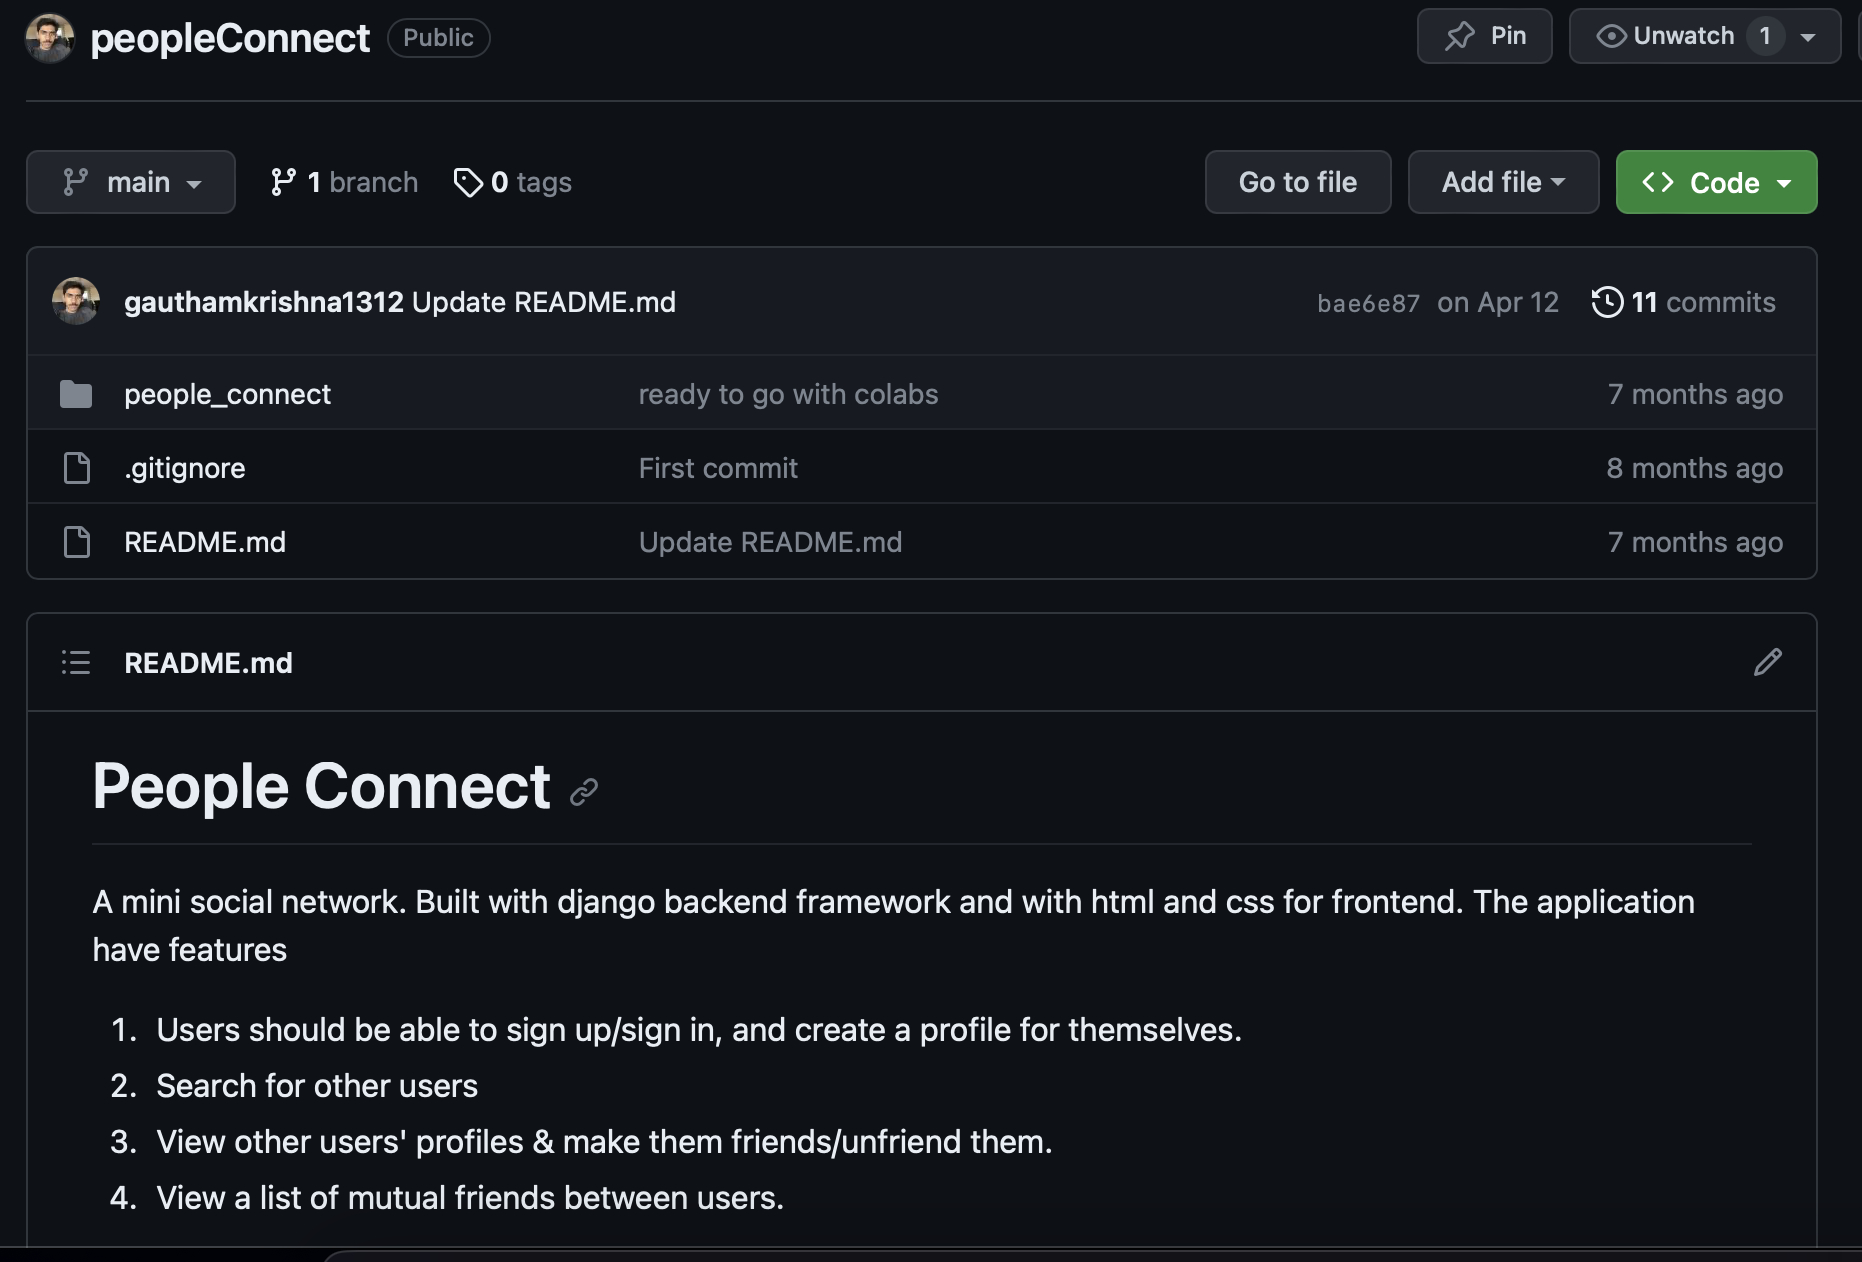 peopleConnect Public Pin Unwatch 1
main 1 branch 0 tags Go to file Add file <> Code
gauthamkrishna1312 Update README.md bae6e87 on Apr 12 11 commits
people_connect ready to go with colabs 7 months ago
.gitignore First commit 8 months ago
README.md Update README.md 7 months ago
README.md
People Connect
A mini social network. Built with django backend framework and with html and css for frontend. The application
have features
1. Users should be able to sign up/sign in, and create a profile for themselves.
2. Search for other users
3. View other users' profiles & make them friends/unfriend them.
4. View a list of mutual friends between users.